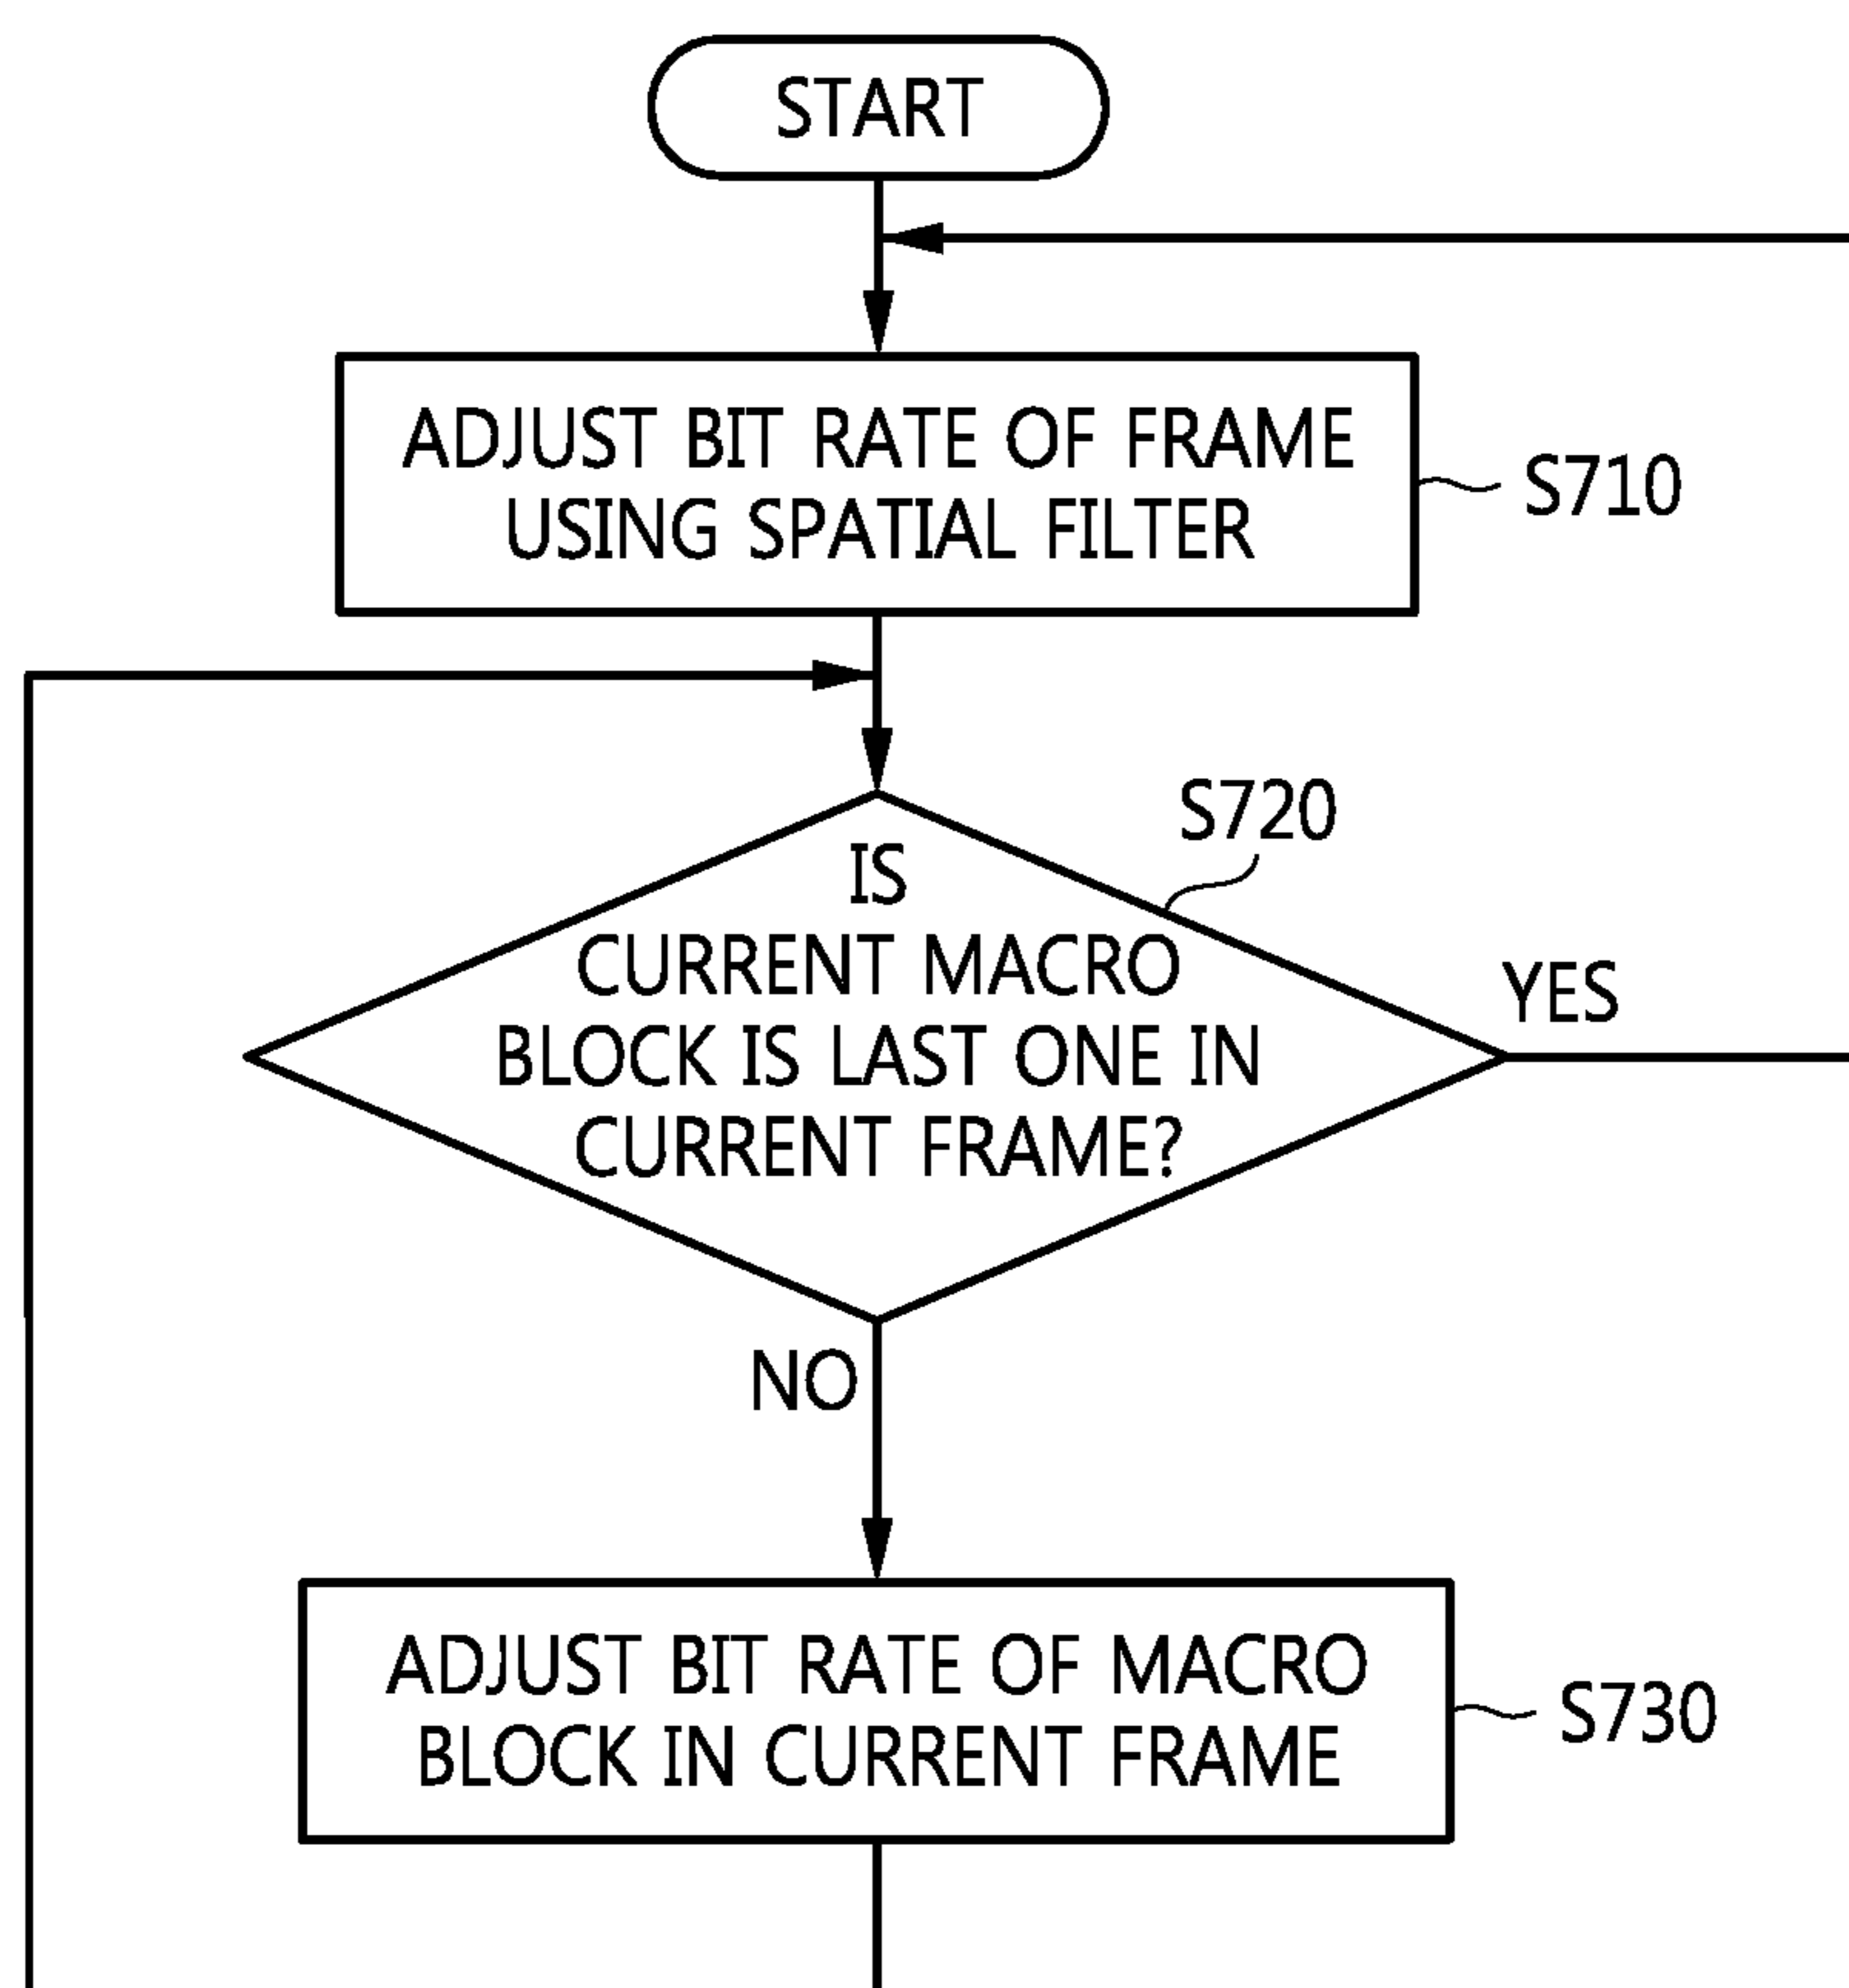 START
ADJUST BIT RATE OF FRAME
USING SPATIAL FILTER
S710
S720
IS
CURRENT MACRO
BLOCK IS LAST ONE IN
CURRENT FRAME?
YES
NO
ADJUST BIT RATE OF MACRO
BLOCK IN CURRENT FRAME
S730